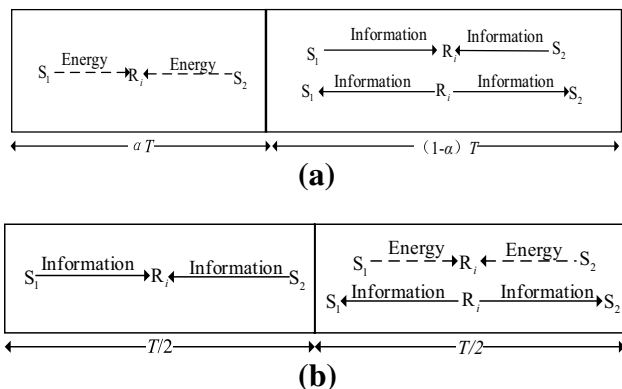 Information Information
S1 Energy Ri Energy S2 S1 Ri S2
Information Information
S1 Ri S2
α T (1-α) T
(a)
Energy Energy
S1 Information Ri Information S2 S1 Ri S2
Information Information
S1 Ri S2
T/2 T/2
(b)